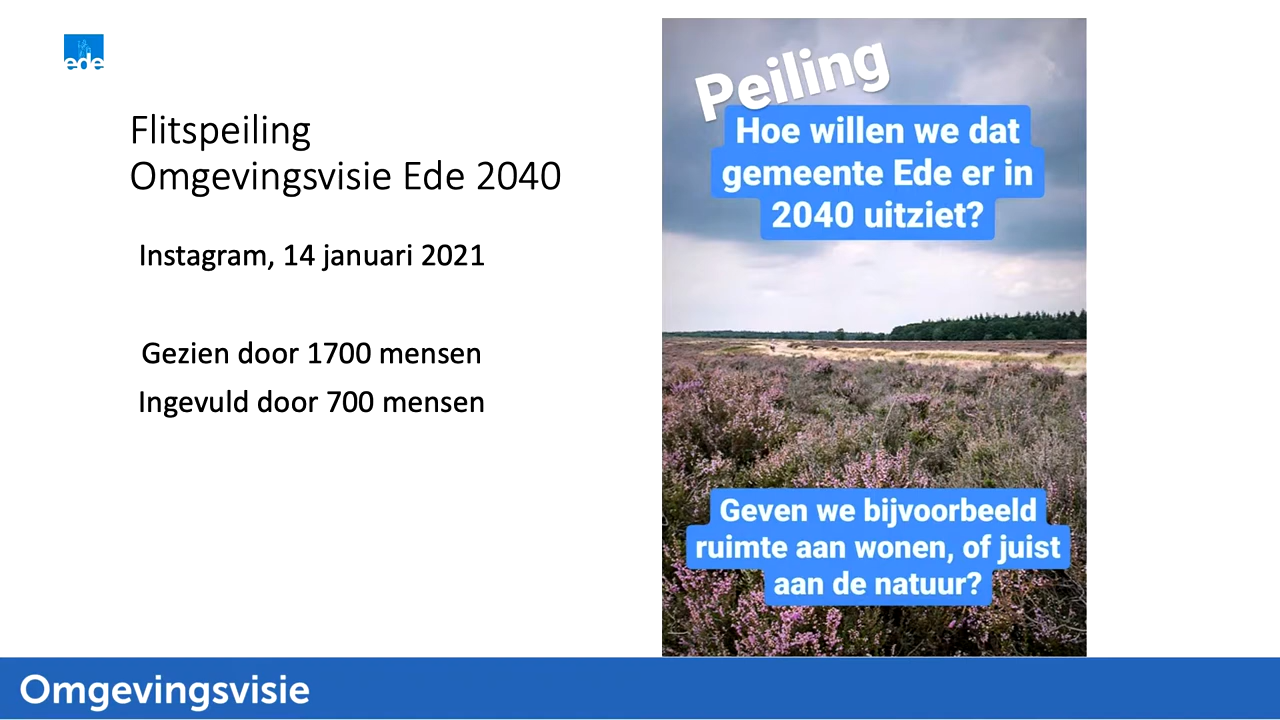 ede
Flitspeiling
Omgevingsvisie Ede 2040
Instagram, 14 januari 2021
Gezien door 1700 mensen
Ingevuld door 700 mensen
Peiling
Hoe willen we dat
gemeente Ede er in
2040 uitziet?
Geven we bijvoorbeeld
ruimte aan wonen, of juist
aan de natuur?
Omgevingsvisie